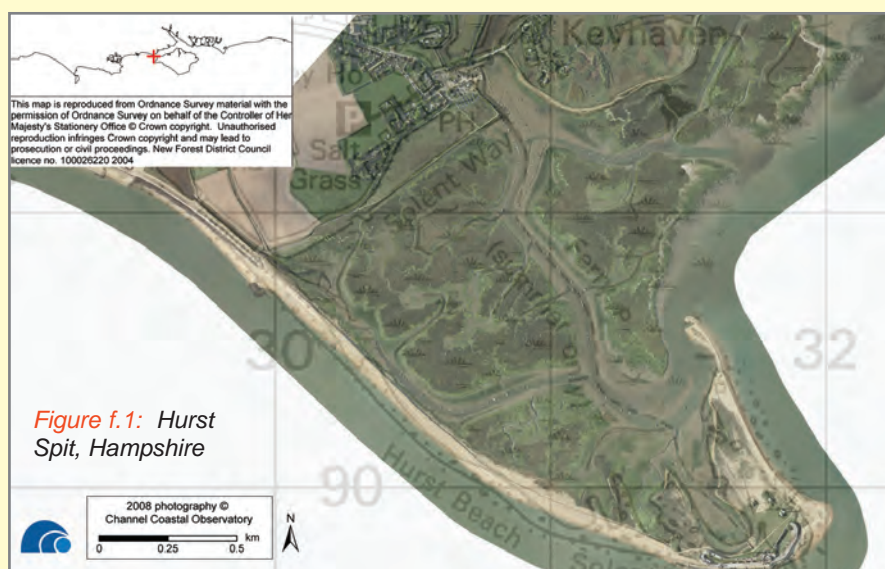 This map is reproduced from Ordnance Survey material with the
permission of Ordnance Survey on behalf of the Controller of Her
Majesty's Stationery Office © Crown copyright. Unauthorised
reproduction infringes Crown copyright and may lead to
prosecution or civil proceedings. New Forest District Council
licence no. 100026220 2004
Keyhaven
Ho
P
PH
Salt
Grass
Solent Way
Ferry P
(summer only)
30
32
Figure f.1: Hurst
Spit, Hampshire
90
Hurst Beach
2008 photography ©
Channel Coastal Observatory
N
km
0 0.25 0.5